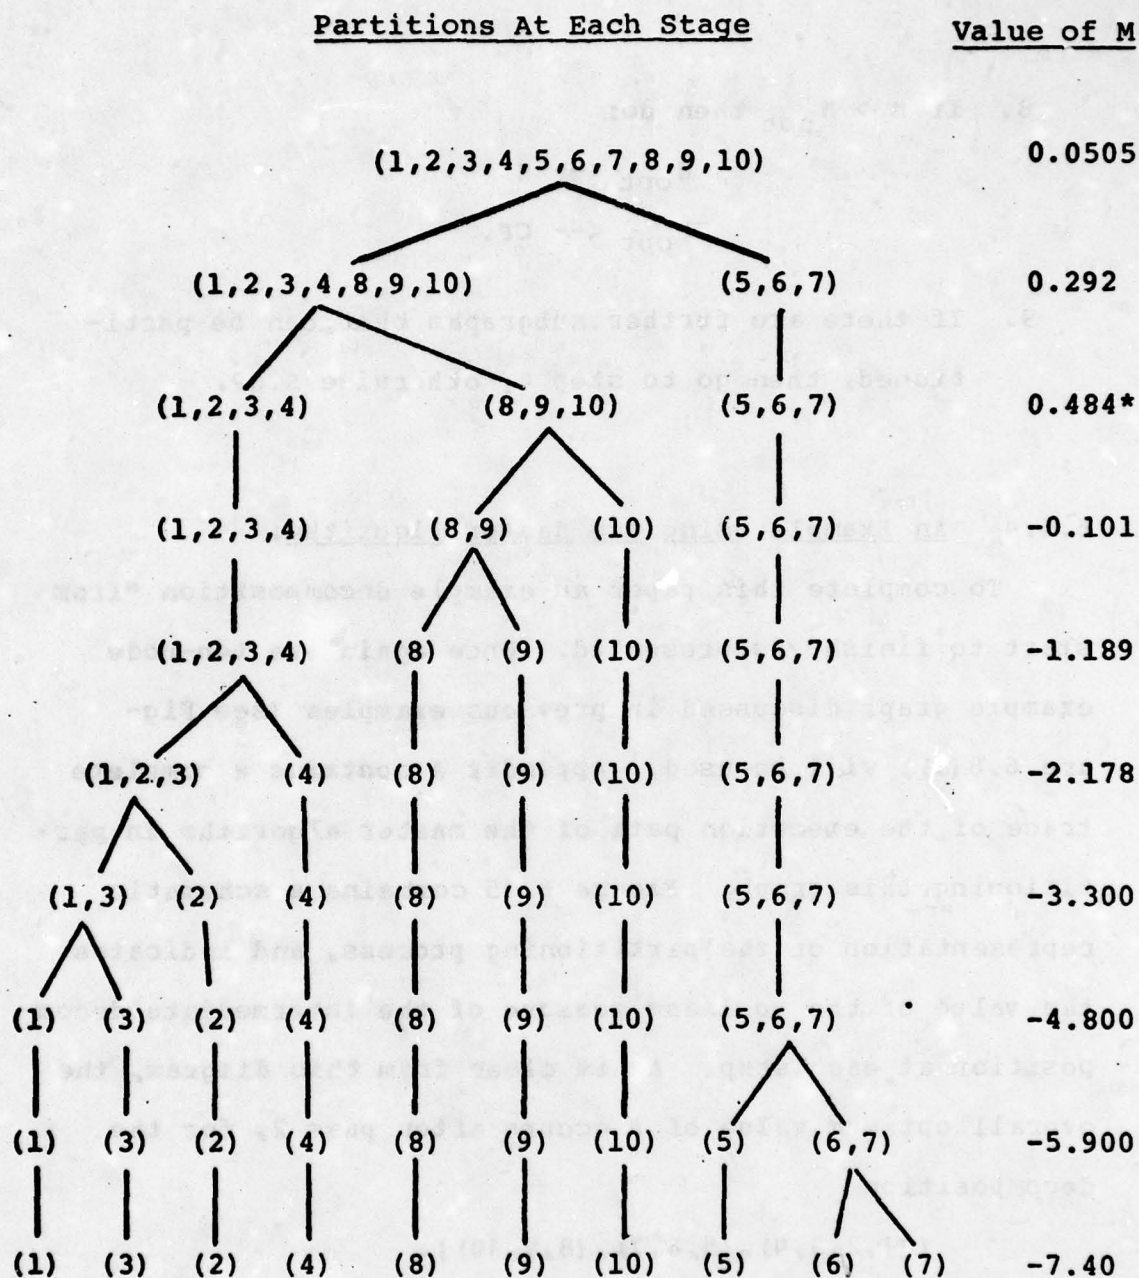 Partitions At Each Stage Value of M
(1,2,3,4,5,6,7,8,9,10) 0.0505
(1,2,3,4,8,9,10) (5,6,7) 0.292
(1,2,3,4) (8,9,10) (5,6,7) 0.484*
(1,2,3,4) (8,9) (10) (5,6,7) -0.101
(1,2,3,4) (8) (9) (10) (5,6,7) -1.189
(1,2,3) (4) (8) (9) (10) (5,6,7) -2.178
(1,3) (2) (4) (8) (9) (10) (5,6,7) -3.300
(1) (3) (2) (4) (8) (9) (10) (5,6,7) -4.800
(1) (3) (2) (4) (8) (9) (10) (5) (6,7) -5.900
(1) (3) (2) (4) (8) (9) (10) (5) (6) (7) -7.40